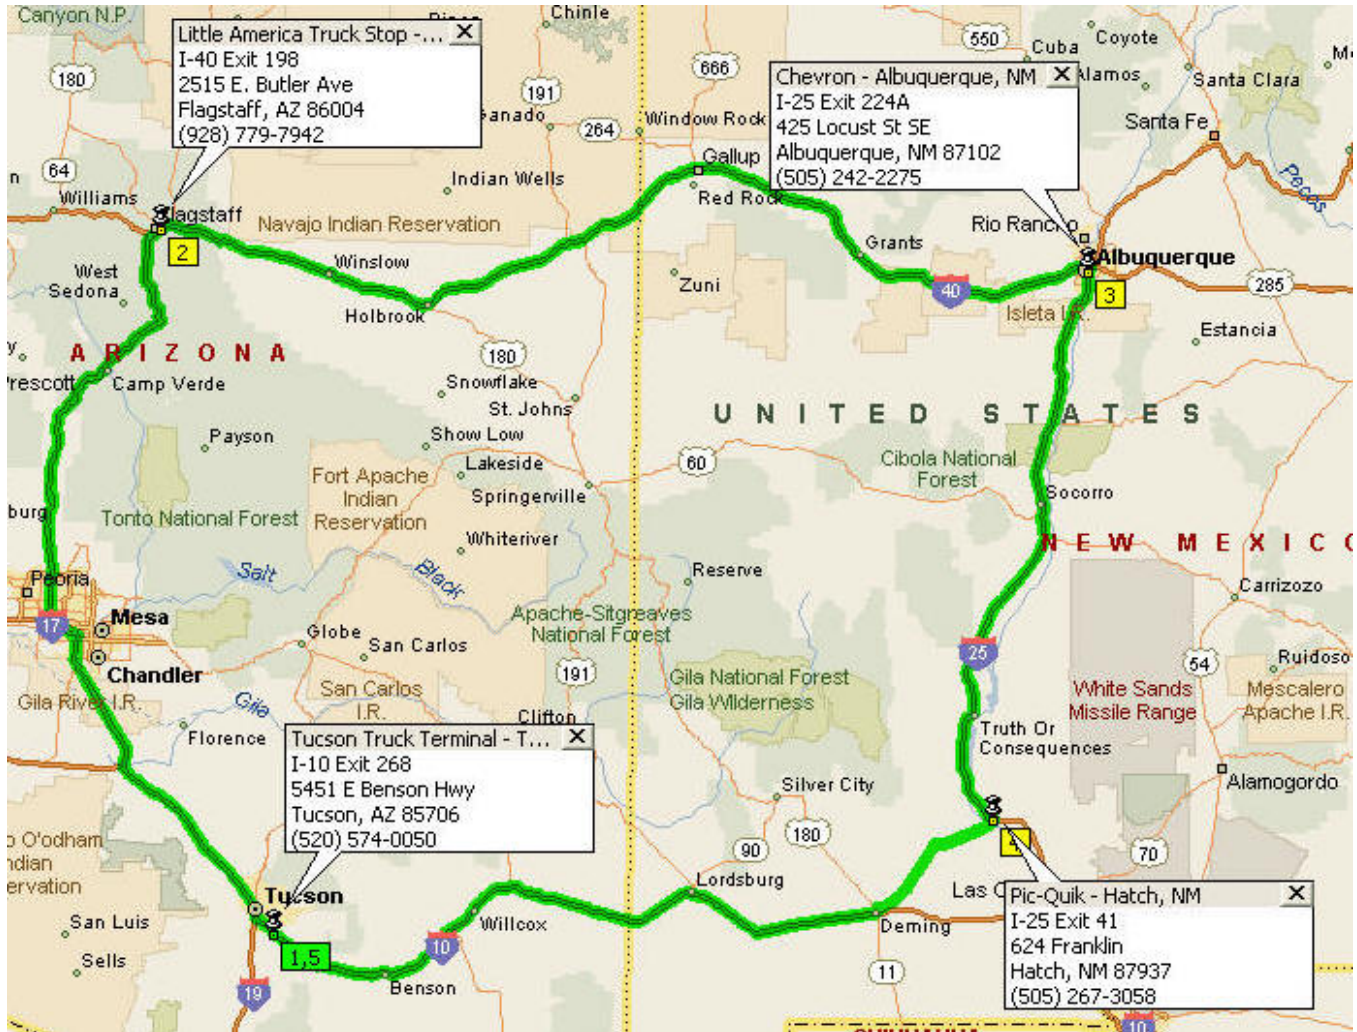 Canyon N.P.
Chinle
Little America Truck Stop -...
I-40 Exit 198
2515 E. Butler Ave
Flagstaff, AZ 86004
(928) 779-7942
180
191
666
550
Cuba
Coyote
Chevron - Albuquerque, NM
I-25 Exit 224A
425 Locust St SE
Albuquerque, NM 87102
(505) 242-2275
Alamos
Santa Clara
Santa Fe
Pecos
anado
264
Window Rock
64
Williams
Indian Wells
Gallup
Red Rock
Flagstaff
2
Navajo Indian Reservation
Rio Rancho
Grants
Albuquerque
West
Sedona
Winslow
Zuni
40
3
285
Holbrook
Isleta I.R.
Estancia
ARIZONA
180
Prescott
Camp Verde
Snowflake
St. Johns
UNITED STATES
Payson
Show Low
Lakeside
60
Cibola National
Forest
Fort Apache
Indian
Reservation
Springerville
Socorro
burg
Tonto National Forest
Whiteriver
NEW MEXICO
Salt
Black
Reserve
Peoria
Carrizozo
Mesa
17
Apache-Sitgreaves
National Forest
Globe
San Carlos
25
54
Ruidoso
Chandler
191
Gila National Forest
Gila Wilderness
White Sands
Missile Range
Mescalero
Apache I.R.
Gila River I.R.
Gila
San Carlos
I.R.
Clifton
Florence
Truth Or
Consequences
Tucson Truck Terminal - T...
I-10 Exit 268
5451 E Benson Hwy
Tucson, AZ 85706
(520) 574-0050
Silver City
Alamogordo
180
4
o O'odham
ndian
ervation
90
70
Tucson
Lordsburg
Las C
Pic-Quik - Hatch, NM
I-25 Exit 41
624 Franklin
Hatch, NM 87937
(505) 267-3058
San Luis
Willcox
Deming
10
1,5
Sells
11
19
Benson
10